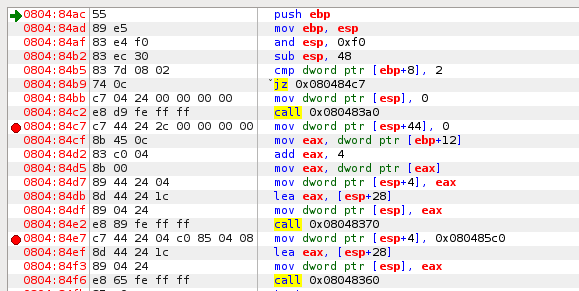 0804:84ac 55 push ebp
0804:84ad 89 e5 mov ebp, esp
0804:84af 83 e4 f0 and esp, 0xf0
0804:84b2 83 ec 30 sub esp, 48
0804:84b5 83 7d 08 02 cmp dword ptr [ebp+8], 2
0804:84b9 74 0c jz 0x080484c7
0804:84bb c7 04 24 00 00 00 00 mov dword ptr [esp], 0
0804:84c2 e8 d9 fe ff ff call 0x080483a0
0804:84c7 c7 44 24 2c 00 00 00 00 mov dword ptr [esp+44], 0
0804:84cf 8b 45 0c mov eax, dword ptr [ebp+12]
0804:84d2 83 c0 04 add eax, 4
0804:84d5 8b 00 mov eax, dword ptr [eax]
0804:84d7 89 44 24 04 mov dword ptr [esp+4], eax
0804:84db 8d 44 24 1c lea eax, [esp+28]
0804:84df 89 04 24 mov dword ptr [esp], eax
0804:84e2 e8 89 fe ff ff call 0x08048370
0804:84e7 c7 44 24 04 c0 85 04 08 mov dword ptr [esp+4], 0x080485c0
0804:84ef 8d 44 24 1c lea eax, [esp+28]
0804:84f3 89 04 24 mov dword ptr [esp], eax
0804:84f6 e8 65 fe ff ff call 0x08048360